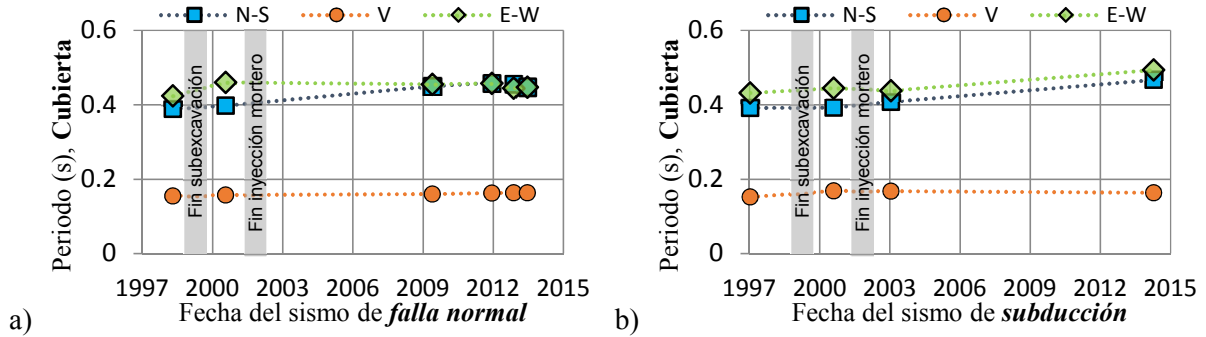 N-S V E-W
Periodo (s), Cubierta
0.6
0.4
0.2
0
Fin subexcavación
Fin inyección mortero
1997 2000 2003 2006 2009 2012 2015
Fecha del sismo de falla normal
a)
N-S V E-W
Periodo (s), Cubierta
0.6
0.4
0.2
0
Fin subexcavación
Fin inyección mortero
1997 2000 2003 2006 2009 2012 2015
Fecha del sismo de subducción
b)